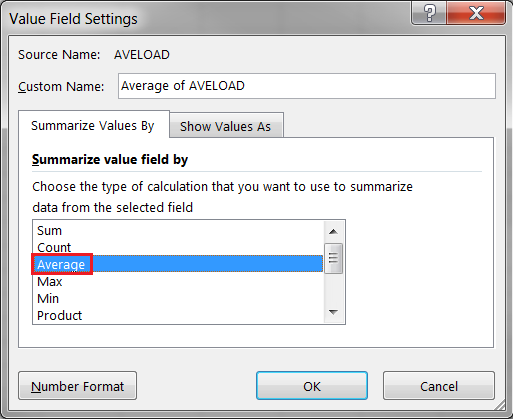 Value Field Settings
Source Name: AVELOAD
Custom Name: Average of AVELOAD
Summarize Values By Show Values As
Summarize value field by
Choose the type of calculation that you want to use to summarize
data from the selected field
Sum
Count
Average
Max
Min
Product
Number Format OK Cancel